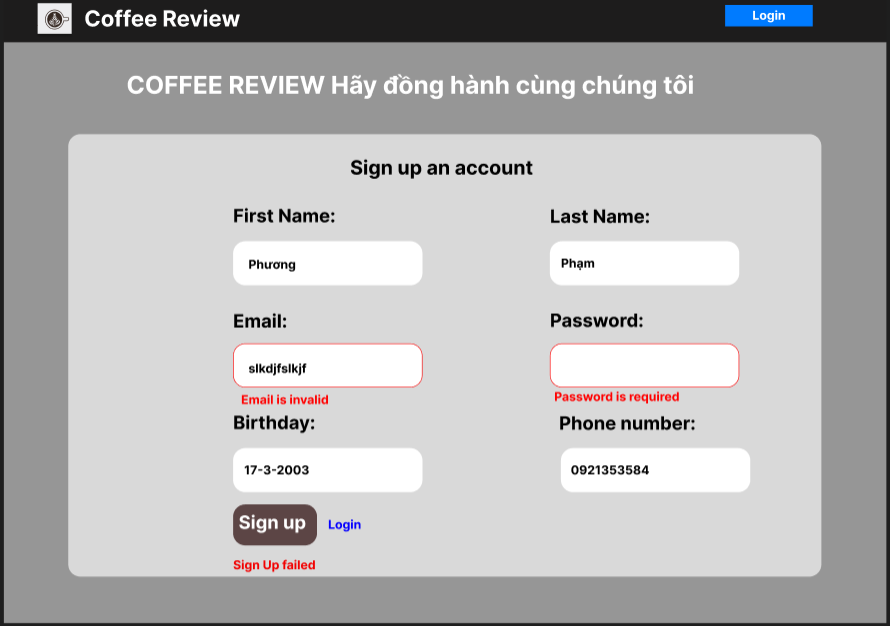 Coffee Review
Login
COFFEE REVIEW Hãy đồng hành cùng chúng tôi
Sign up an account
First Name:
Last Name:
Phương
Phạm
Email:
Password:
slkdjfslkjf
Email is invalid
Password is required
Birthday:
Phone number:
17-3-2003
0921353584
Sign up
Login
Sign Up failed